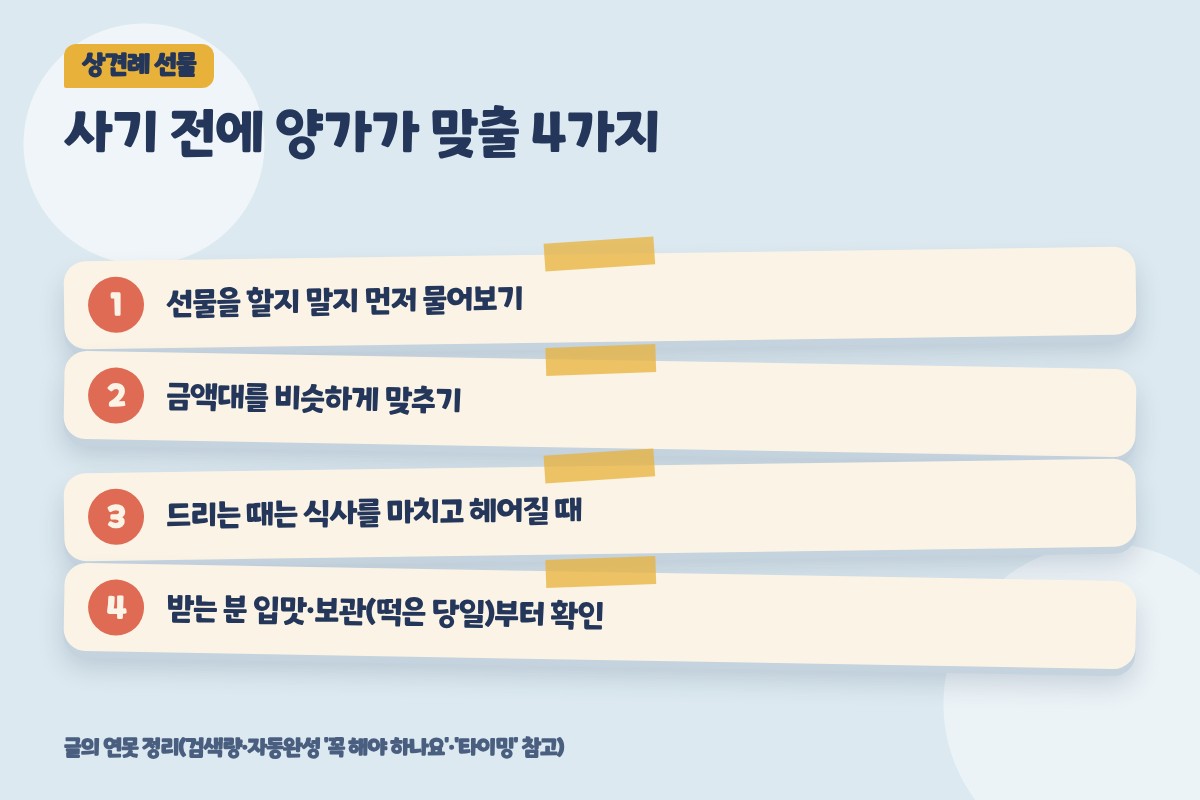 상견례 선물
사기 전에 양가가 맞출 4가지
1 선물을 할지 말지 먼저 물어보기
2 금액대를 비슷하게 맞추기
3 드리는 때는 식사를 마치고 헤어질 때
4 받는 분 입맛·보관(떡은 당일)부터 확인
글의 연못 정리(검색량·자동완성 '꼭 해야 하나요'·'타이밍' 참고)